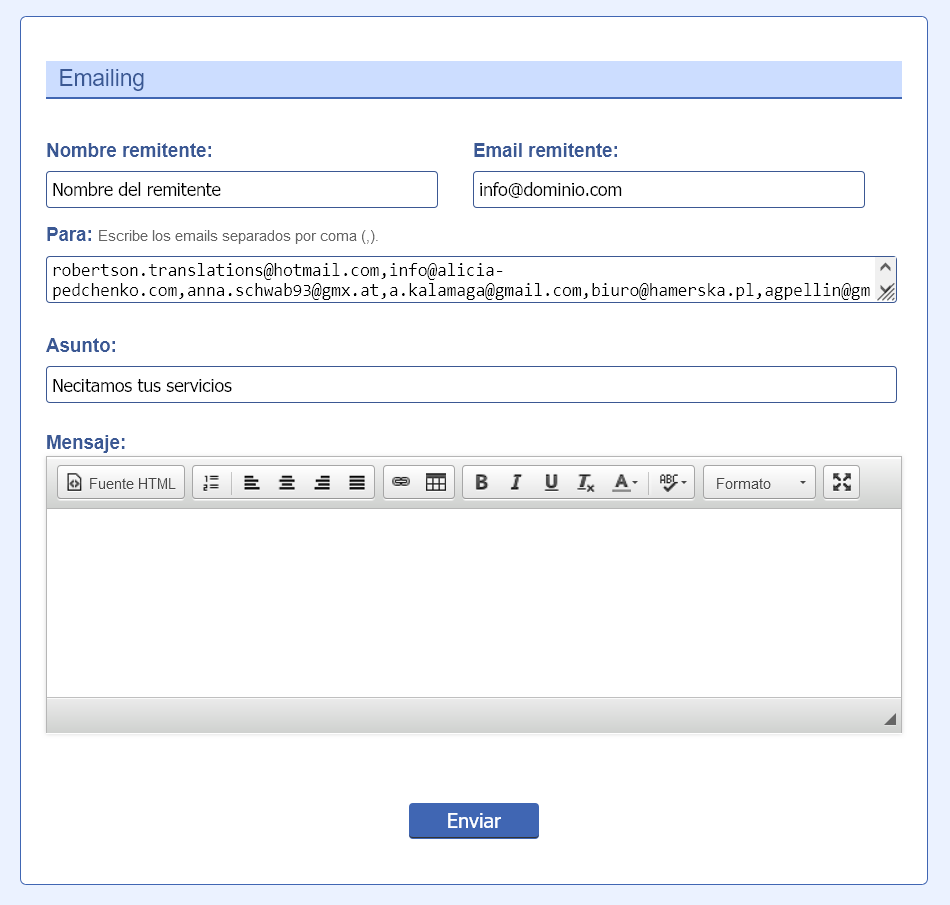 Emailing
Nombre remitente:
Email remitente:
Nombre del remitente
info@dominio.com
Para: Escribe los emails separados por coma (,).
robertson.translations@hotmail.com,info@alicia-
pedchenko.com,anna.schwab93@gmx.at,a.kalamaga@gmail.com,biuro@hamerska.pl,agpellin@gm
Asunto:
Necitamos tus servicios
Mensaje:
Fuente HTML
B I U Tx A ABC Formato
Enviar